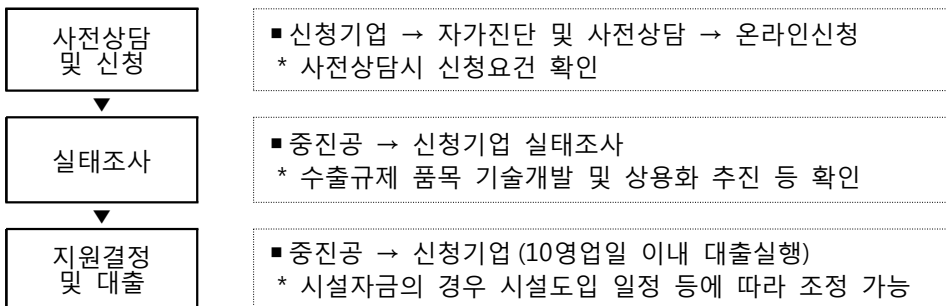 사전상담
및 신청
■ 신청기업 → 자가진단 및 사전상담 → 온라인신청
* 사전상담시 신청요건 확인
▼
실태조사
■ 중진공 → 신청기업 실태조사
* 수출규제 품목 기술개발 및 상용화 추진 등 확인
▼
지원결정
및 대출
■ 중진공 → 신청기업 (10영업일 이내 대출실행)
* 시설자금의 경우 시설도입 일정 등에 따라 조정 가능